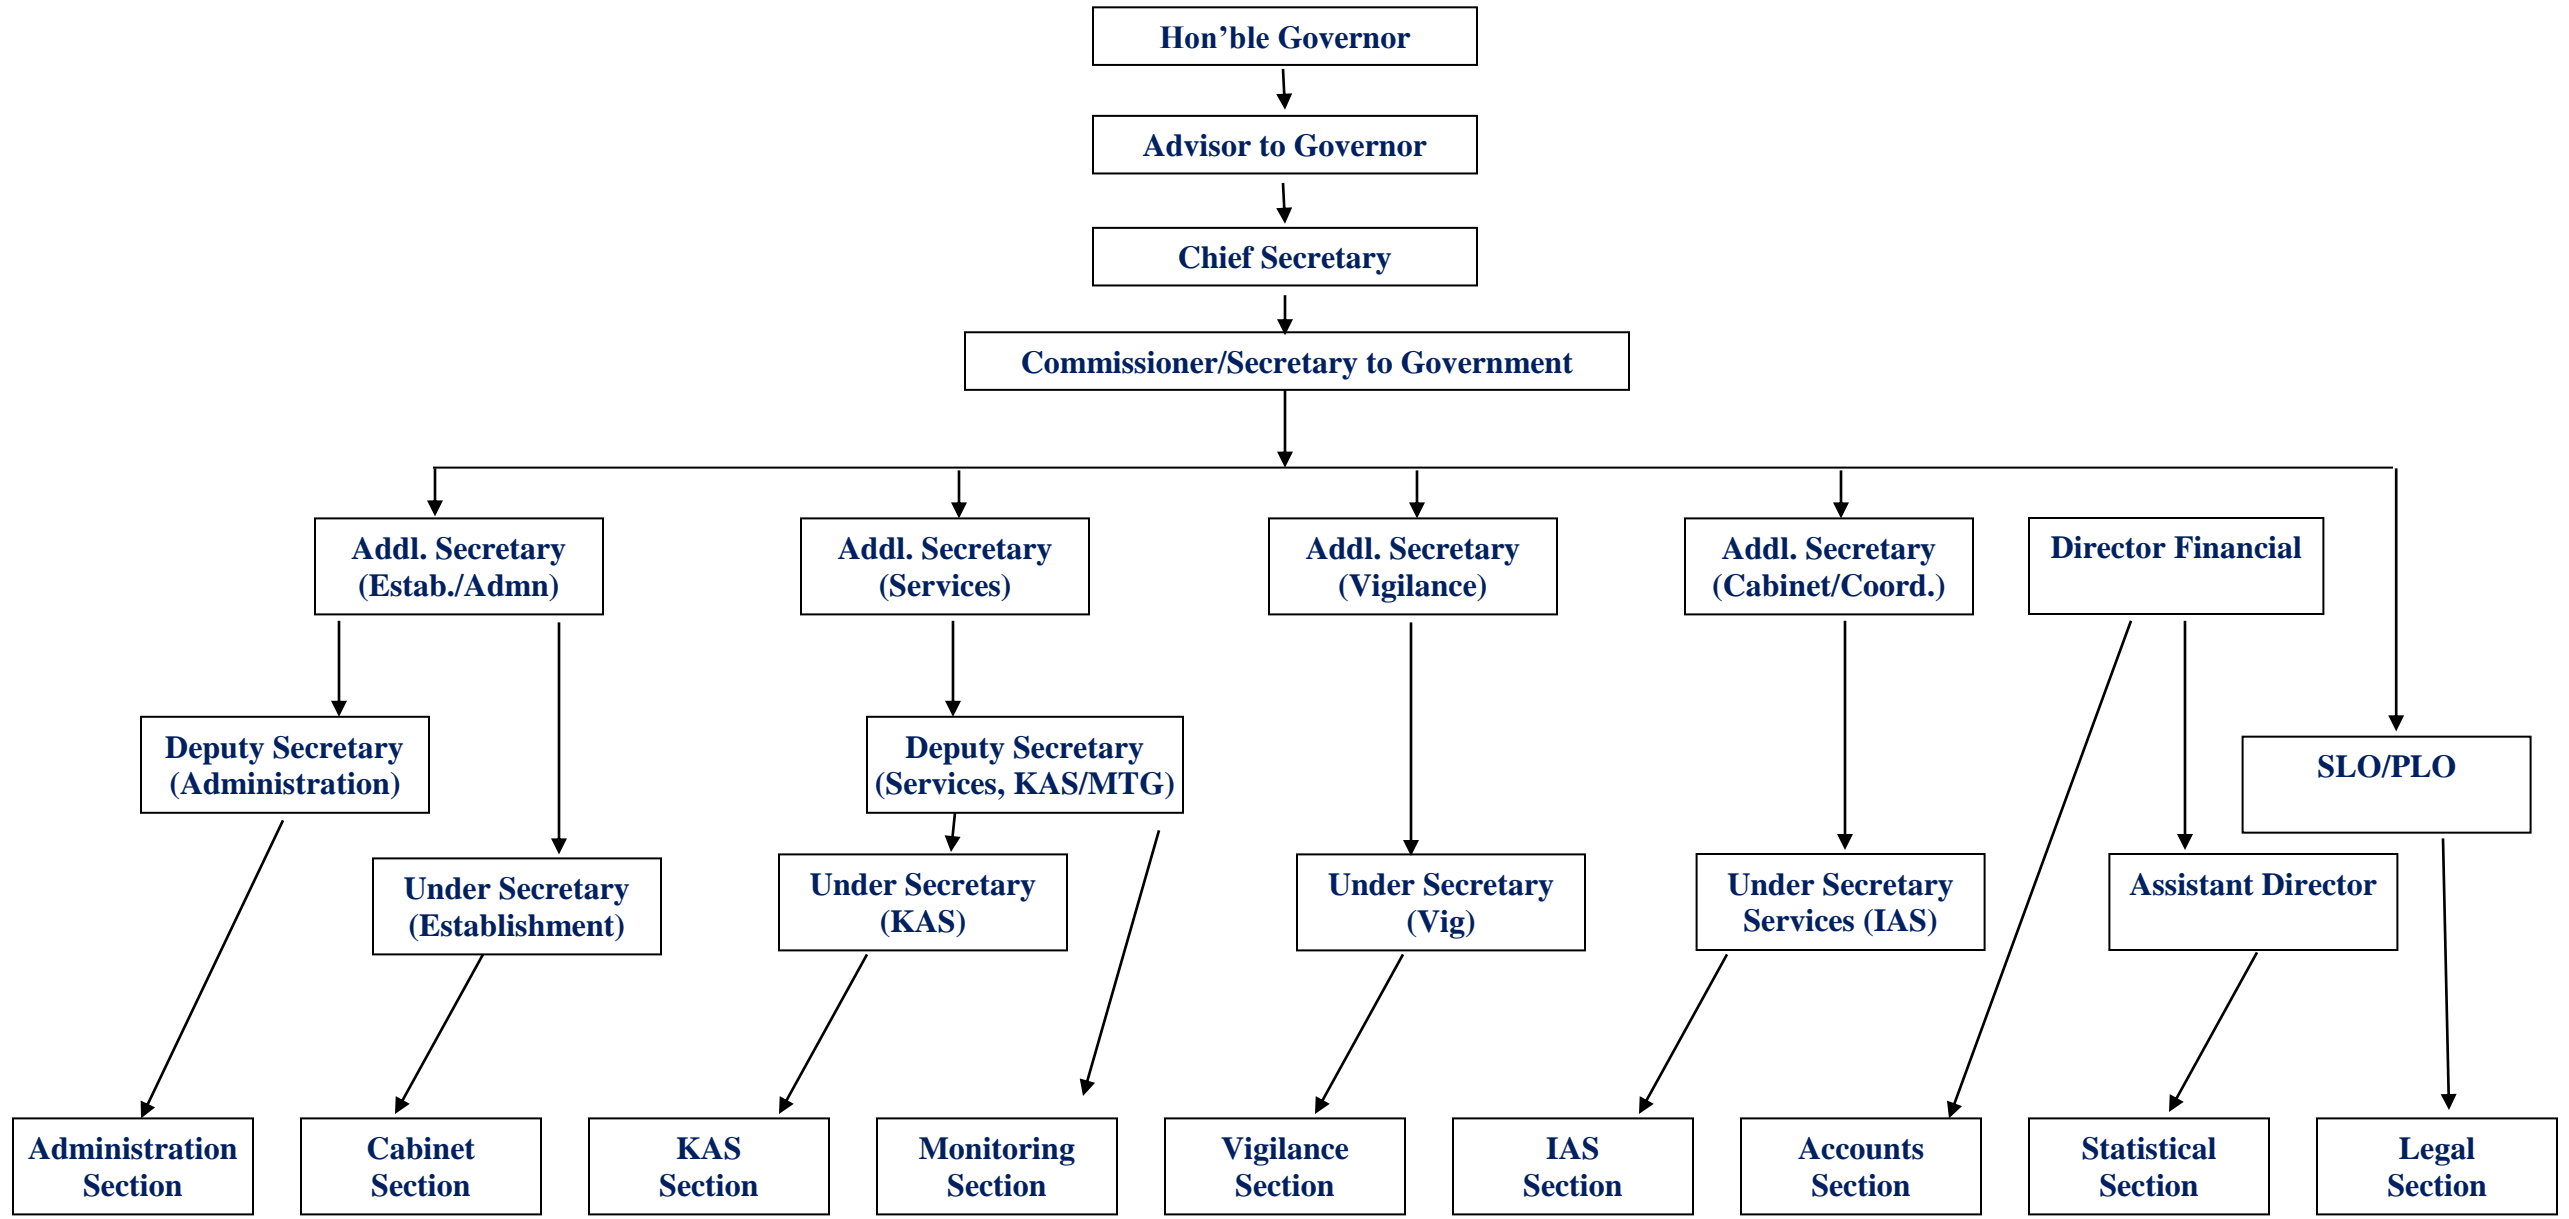 Hon’ble Governor
Advisor to Governor
Chief Secretary
Commissioner/Secretary to Government
Addl. Secretary
(Estab./Admn)
Addl. Secretary
(Services)
Addl. Secretary
(Vigilance)
Addl. Secretary
(Cabinet/Coord.)
Director Financial
Deputy Secretary
(Administration)
Deputy Secretary
(Services, KAS/MTG)
SLO/PLO
Under Secretary
(Establishment)
Under Secretary
(KAS)
Under Secretary
(Vig)
Under Secretary
Services (IAS)
Assistant Director
Administration
Section
Cabinet
Section
KAS
Section
Monitoring
Section
Vigilance
Section
IAS
Section
Accounts
Section
Statistical
Section
Legal
Section